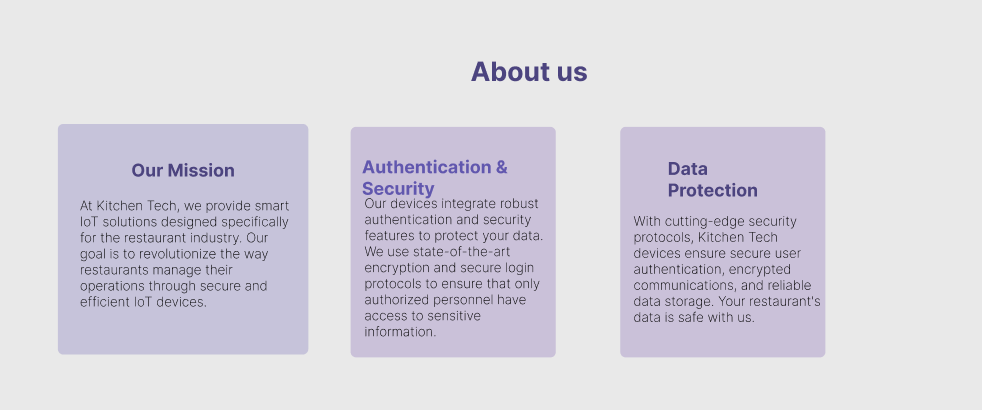 About us
Our Mission
At Kitchen Tech, we provide smart
IoT solutions designed specifically
for the restaurant industry. Our
goal is to revolutionize the way
restaurants manage their
operations through secure and
efficient IoT devices.
Authentication &
Security
Our devices integrate robust
authentication and security
features to protect your data.
We use state-of-the-art
encryption and secure login
protocols to ensure that only
authorized personnel have
access to sensitive
information.
Data
Protection
With cutting-edge security
protocols, Kitchen Tech
devices ensure secure user
authentication, encrypted
communications, and reliable
data storage. Your restaurant's
data is safe with us.